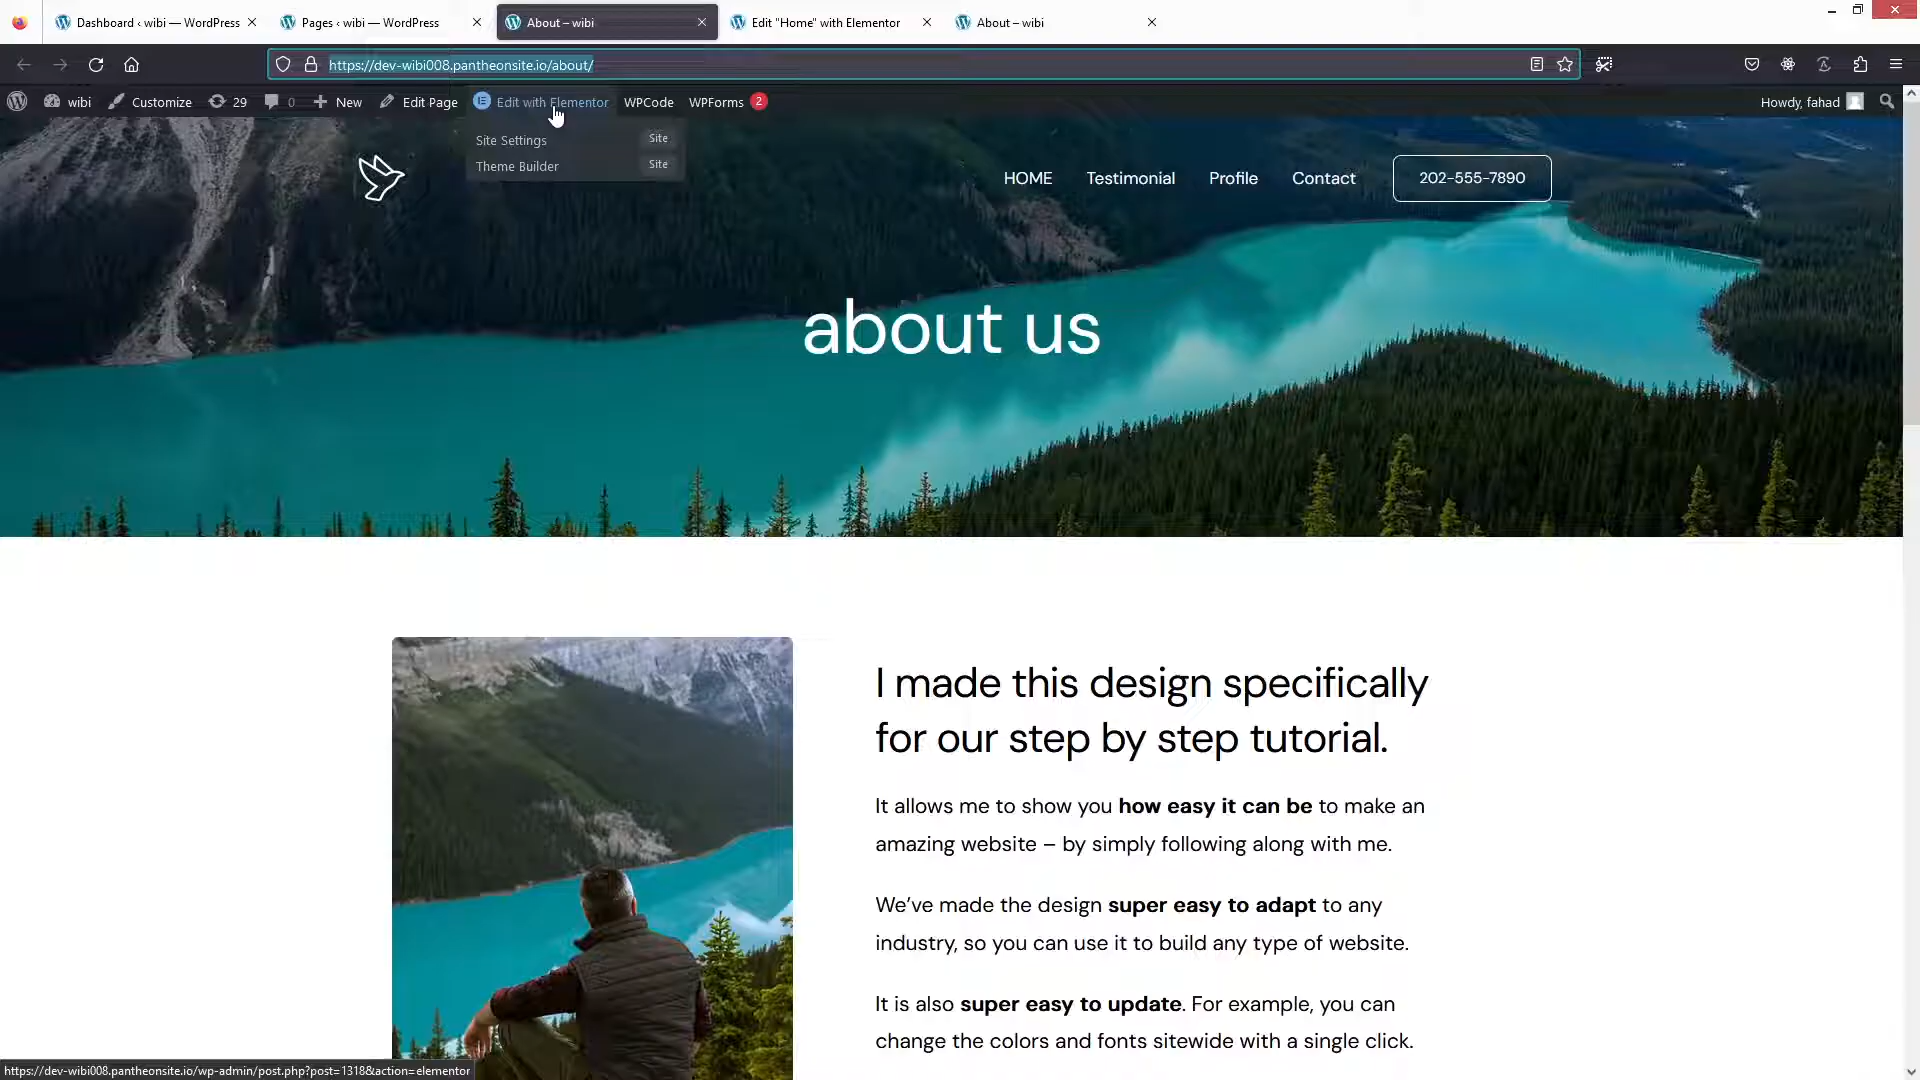 Dashboard ‹ wibi — WordPress
Pages ‹ wibi — WordPress
About – wibi
Edit "Home" with Elementor
About – wibi
https://dev-wibi008.pantheonsite.io/about/
wibi
Customize
29
0
New
Edit Page
Edit with Elementor
WPCode
WPForms
2
Howdy, fahad
Site Settings
Site
Theme Builder
Site
HOME
Testimonial
Profile
Contact
202-555-7890
about us
I made this design specifically
for our step by step tutorial.
It allows me to show you how easy it can be to make an
amazing website – by simply following along with me.
We've made the design super easy to adapt to any
industry, so you can use it to build any type of website.
It is also super easy to update. For example, you can
change the colors and fonts sitewide with a single click.
https://dev-wibi008.pantheonsite.io/wp-admin/post.php?post=1318&action=elementor